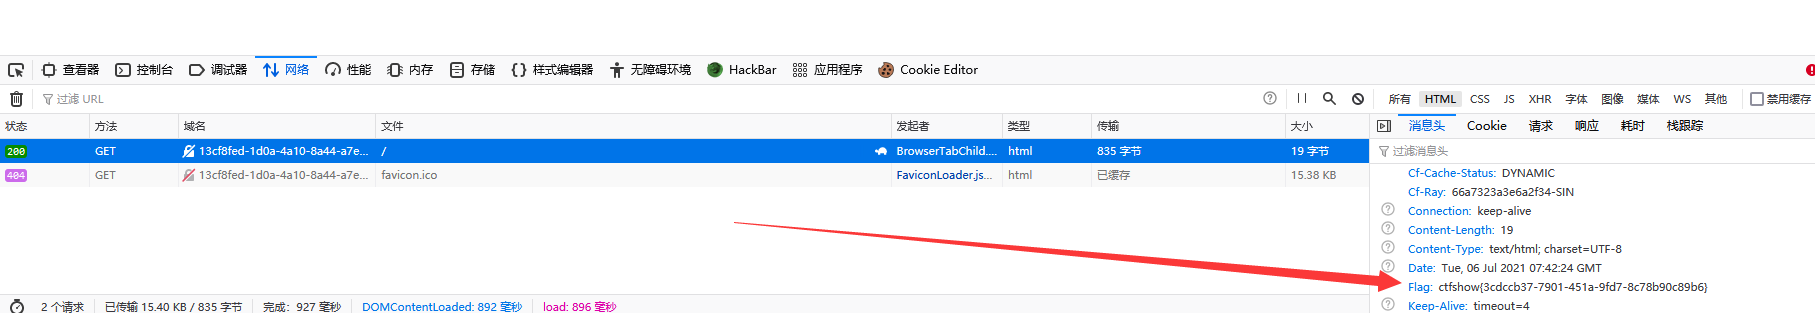 查看器 控制台 调试器 网络 性能 内存 存储 样式编辑器 无障碍环境 HackBar 应用程序 Cookie Editor
过滤 URL
所有 HTML CSS JS XHR 字体 图像 媒体 WS 其他 禁用缓存
状态 方法 域名 文件 发起者 类型 传输 大小
200 GET 13cf8fed-1d0a-4a10-8a44-a7e... / BrowserTabChild.... html 835 字节 19 字节
404 GET 13cf8fed-1d0a-4a10-8a44-a7e... favicon.ico FaviconLoader.js... html 已缓存 15.38 KB
消息头 Cookie 请求 响应 耗时 栈跟踪
过滤消息头
Cf-Cache-Status: DYNAMIC
Cf-Ray: 66a7323a3e6a2f34-SIN
Connection: keep-alive
Content-Length: 19
Content-Type: text/html; charset=UTF-8
Date: Tue, 06 Jul 2021 07:42:24 GMT
Flag: ctfshow{3cdccb37-7901-451a-9fd7-8c78b90c89b6}
Keep-Alive: timeout=4
2 个请求 已传输 15.40 KB / 835 字节 完成：927 毫秒 DOMContentLoaded: 892 毫秒 load: 896 毫秒